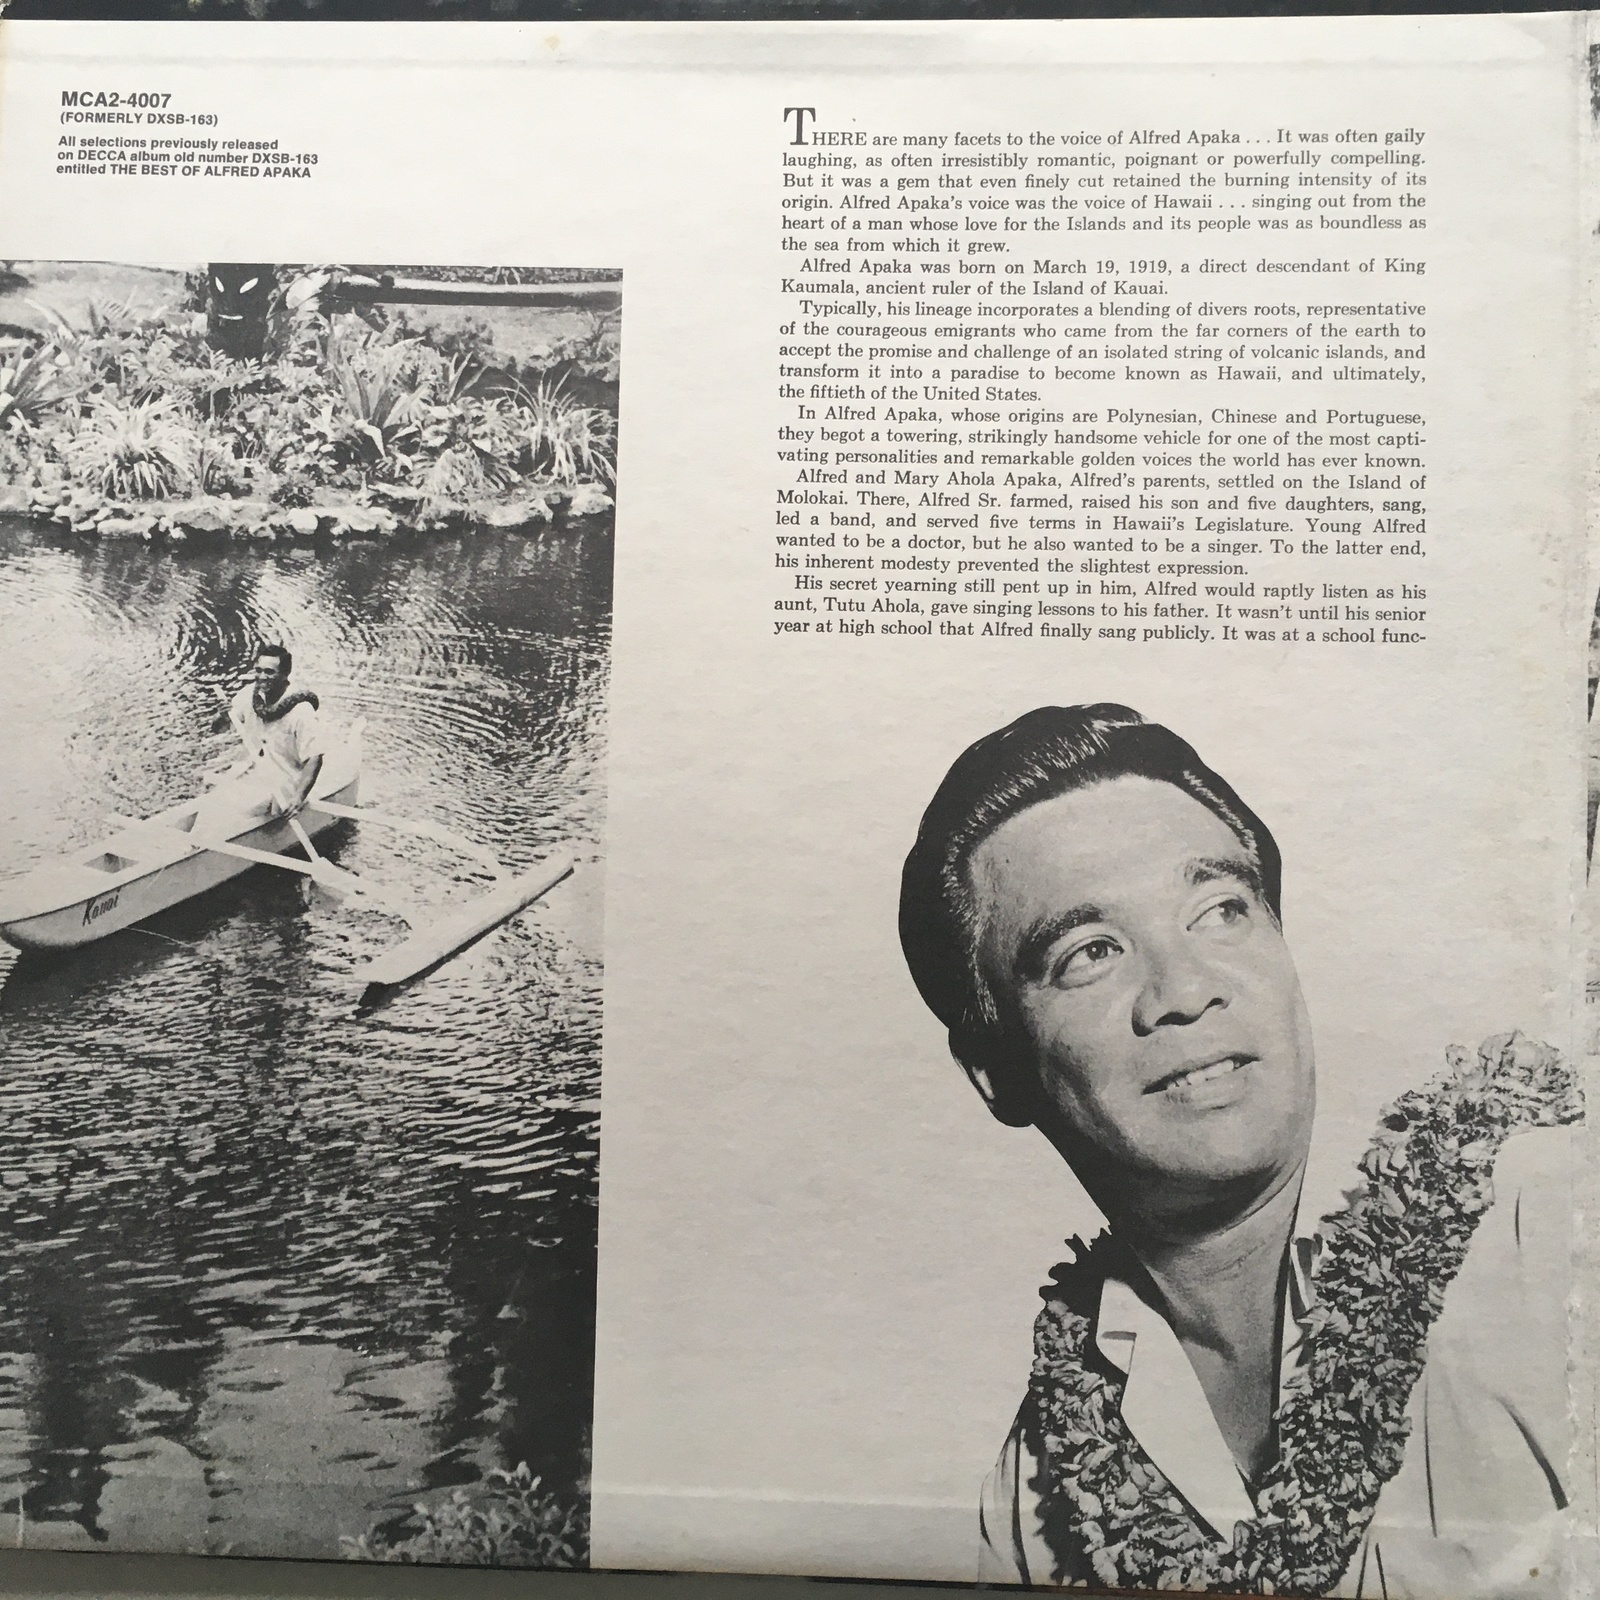 MCA2-4007
(FORMERLY DXSB-163)
All selections previously released
on DECCA album old number DXSB-163
entitled THE BEST OF ALFRED APAKA
THERE are many facets to the voice of Alfred Apaka . . . It was often gaily
laughing, as often irresistibly romantic, poignant or powerfully compelling.
But it was a gem that even finely cut retained the burning intensity of its
origin. Alfred Apaka's voice was the voice of Hawaii . . . singing out from the
heart of a man whose love for the Islands and its people was as boundless as
the sea from which it grew.
Alfred Apaka was born on March 19, 1919, a direct descendant of King
Kaumala, ancient ruler of the Island of Kauai.
Typically, his lineage incorporates a blending of divers roots, representative
of the courageous emigrants who came from the far corners of the earth to
accept the promise and challenge of an isolated string of volcanic islands, and
transform it into a paradise to become known as Hawaii, and ultimately,
the fiftieth of the United States.
In Alfred Apaka, whose origins are Polynesian, Chinese and Portuguese,
they begot a towering, strikingly handsome vehicle for one of the most capti-
vating personalities and remarkable golden voices the world has ever known.
Alfred and Mary Ahola Apaka, Alfred's parents, settled on the Island of
Molokai. There, Alfred Sr. farmed, raised his son and five daughters, sang,
led a band, and served five terms in Hawaii's Legislature. Young Alfred
wanted to be a doctor, but he also wanted to be a singer. To the latter end,
his inherent modesty prevented the slightest expression.
His secret yearning still pent up in him, Alfred would raptly listen as his
aunt, Tutu Ahola, gave singing lessons to his father. It wasn't until his senior
year at high school that Alfred finally sang publicly. It was at a school func-
Kauai